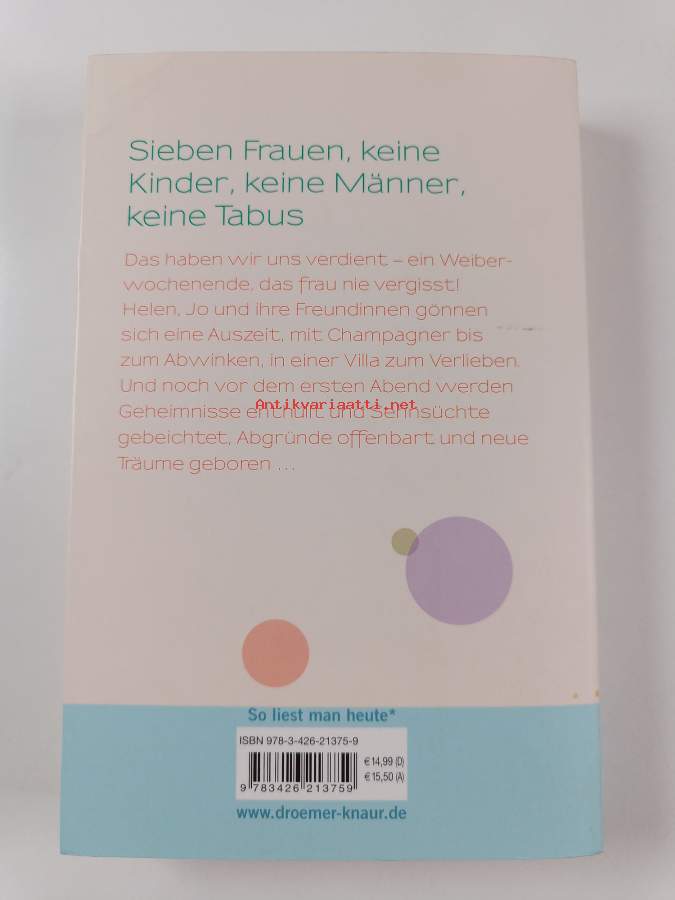 Sieben Frauen, keine
Kinder, keine Männer,
keine Tabus
Das haben wir uns verdient – ein Weiber-
wochenende, das frau nie vergisst!
Helen, Jo und ihre Freundinnen gönnen
sich eine Auszeit, mit Champagner bis
zum Abwinken, in einer Villa zum Verlieben.
Und noch vor dem ersten Abend werden
Geheimnisse enthüllt und Sehnsüchte
Antikvariaatti.net
gebeichtet, Abgründe offenbart und neue
Träume geboren ...
So liest man heute*
ISBN 978-3-426-21375-9
€ 14,99 (D)
€ 15,50 (A)
9 783426 213759
www.droemer-knaur.de